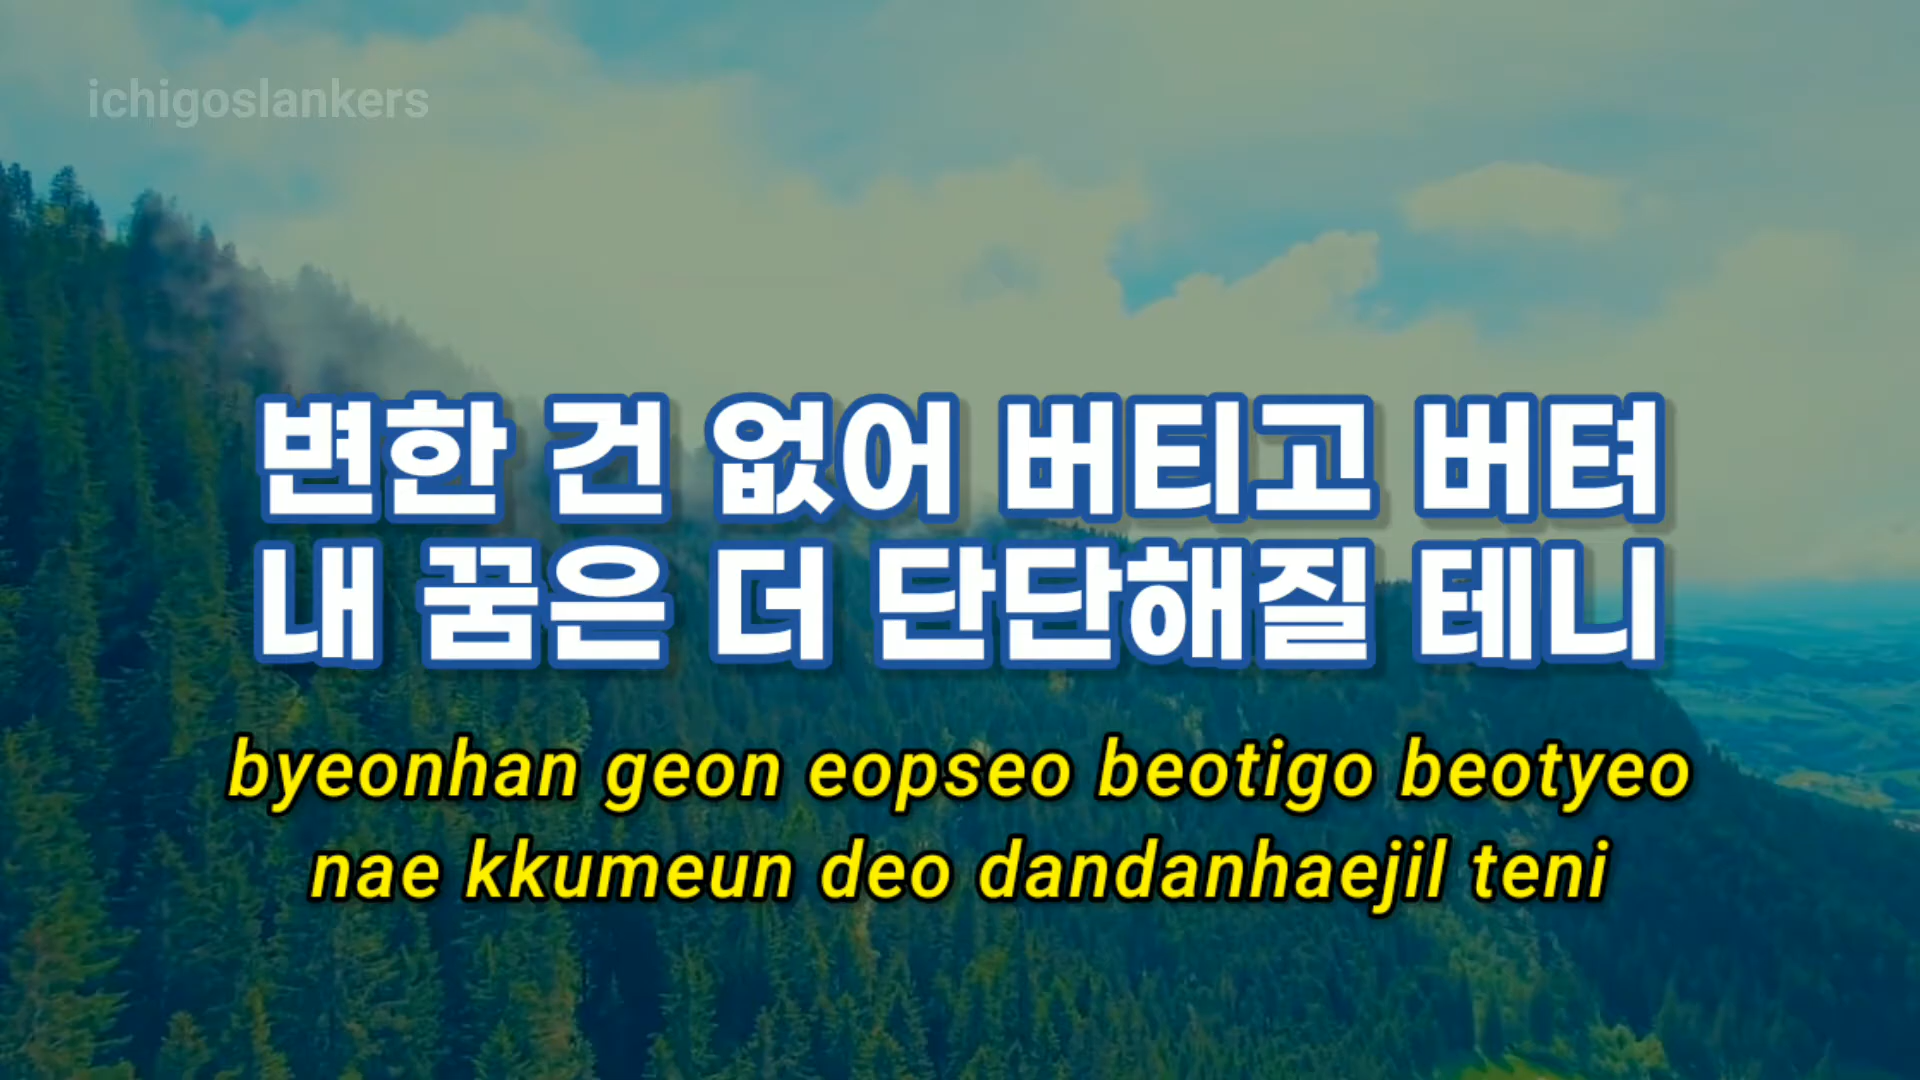 ichigoslankers
변한 건 없어 버티고 버텨
내 꿈은 더 단단해질 테니
byeonhan geon eopseo beotigo beotyeo
nae kkumeun deo dandanhaejil teni